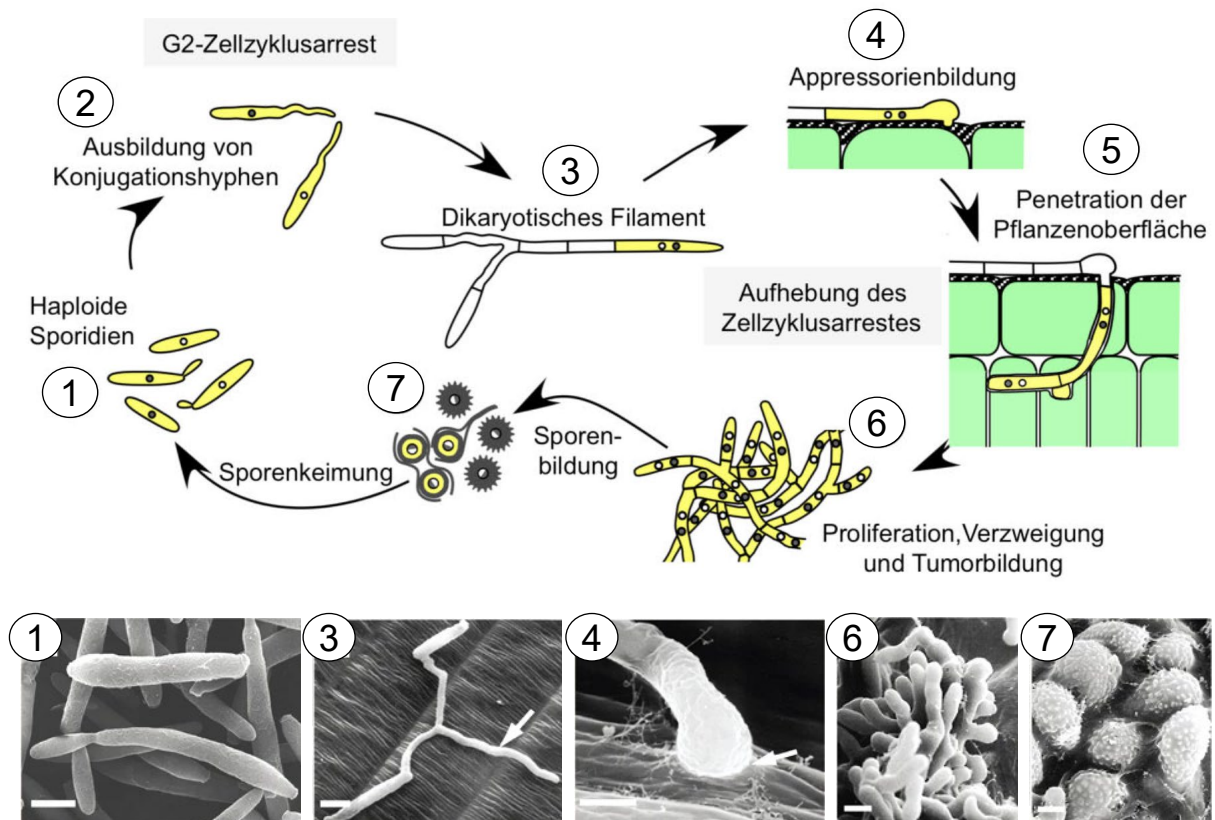 G2-Zellzyklusarrest
2
Ausbildung von
Konjugationshyphen
3
Dikaryotisches Filament
4
Appressorienbildung
5
Penetration der
Pflanzenoberfläche
Aufhebung des
Zellzyklusarrestes
Haploide
Sporidien
1
7
Sporen-
bildung
6
Sporenkeimung
Proliferation,Verzweigung
und Tumorbildung
1
3
4
6
7